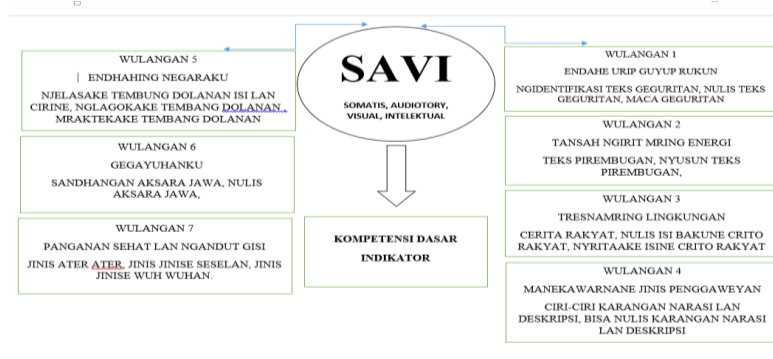 WULANGAN 5
ENDHAHING NEGARAKU
NJELASAKE TEMBUNG DOLANAN ISI LAN
CIRINE, NGLAGOKAKE TEMBANG DOLANAN ,
MRAKTEKAKE TEMBANG DOLANAN
WULANGAN 6
GEGAYUHANKU
SANDHANGAN AKSARA JAWA, NULIS
AKSARA JAWA,
WULANGAN 7
PANGANAN SEHAT LAN NGANDUT GISI
JINIS ATER ATER, JINIS JINISE SESELAN, JINIS
JINISE WUH WUHAN.
SAVI
SOMATIS, AUDIOTORY,
VISUAL, INTELEKTUAL
KOMPETENSI DASAR
INDIKATOR
WULANGAN 1
ENDAHE URIP GUYUP RUKUN
NGIDENTIFIKASI TEKS GEGURITAN, NULIS TEKS
GEGURITAN, MACA GEGURITAN
WULANGAN 2
TANSAH NGIRIT MRING ENERGI
TEKS PIREMBUGAN, NYUSUN TEKS
PIREMBUGAN,
WULANGAN 3
TRESNAMRING LINGKUNGAN
CERITA RAKYAT, NULIS ISI BAKUNE CRITO
RAKYAT, NYRITAAKE ISINE CRITO RAKYAT
WULANGAN 4
MANEKAWARNANE JINIS PENGGAWEYAN
CIRI-CIRI KARANGAN NARASI LAN
DESKRIPSI, BISA NULIS KARANGAN NARASI
LAN DESKRIPSI